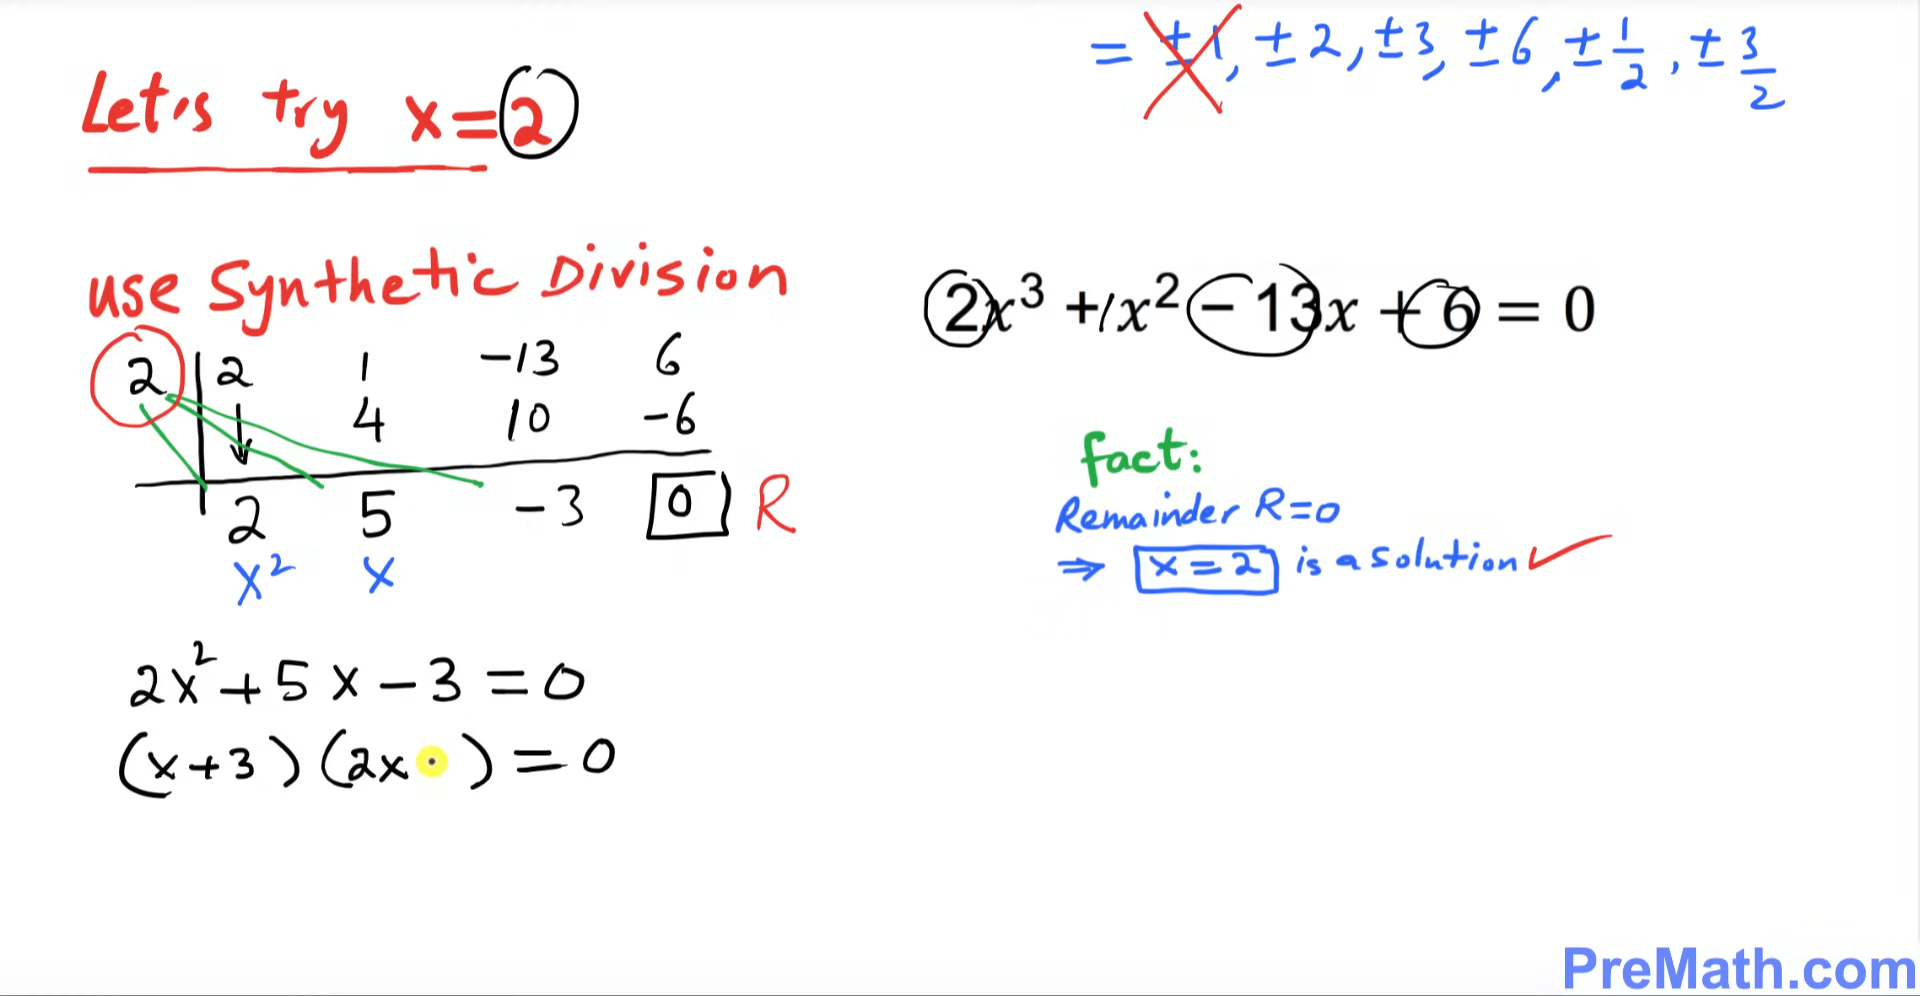 = ±1, ±2, ±3, ±6, ±1/2, ±3/2
Let's try x=2
use Synthetic Division
2x³ +1x² − 13x + 6 = 0
2 | 2 1 -13 6
4 10 -6
2 5 -3 0 R
x² x
fact:
Remainder R=0
⇒ x=2 is a solution ✓
2x²+5x-3=0
(x+3)(2x )=0
PreMath.com